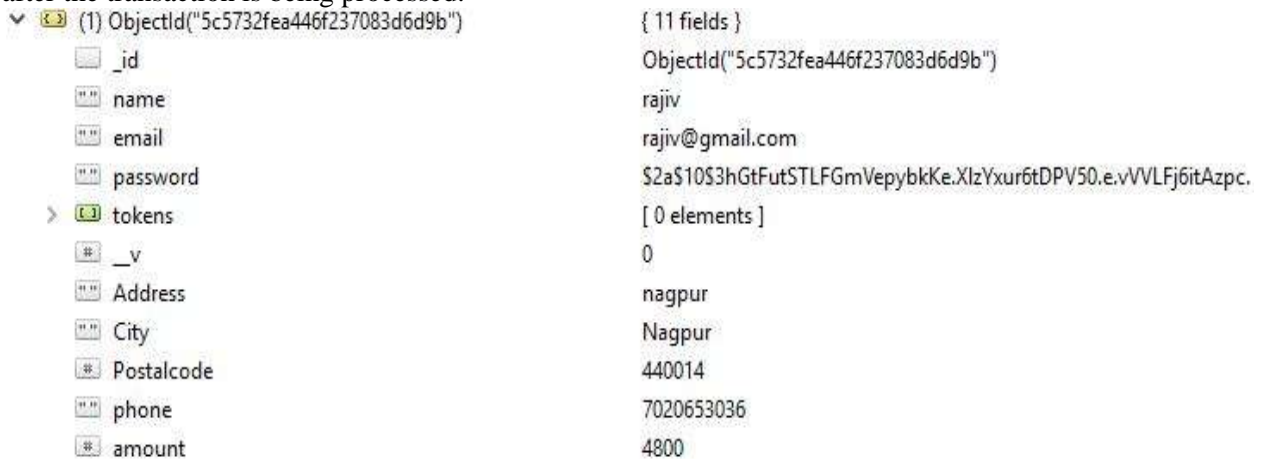 after the transaction is being processed.
(1) ObjectId("5c5732fea446f237083d6d9b") { 11 fields }
_id ObjectId("5c5732fea446f237083d6d9b")
name rajiv
email rajiv@gmail.com
password $2a$10$3hGtFutSTLFGmVepybkKe.XlzYxur6tDPV50.e.vVVLFj6itAzpc.
tokens [ 0 elements ]
__v 0
Address nagpur
City Nagpur
Postalcode 440014
phone 7020653036
amount 4800